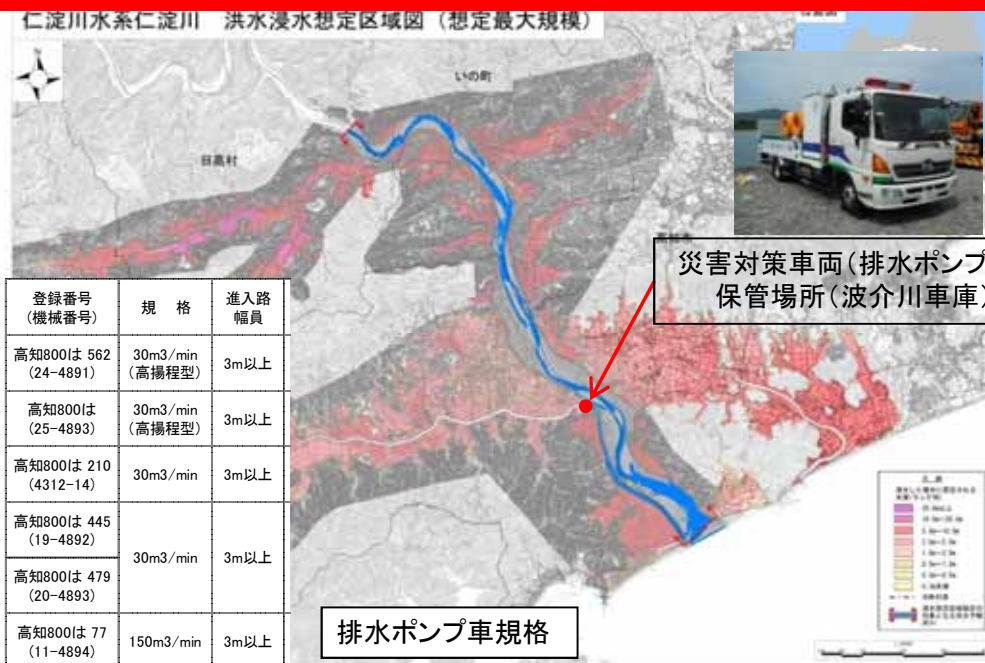 仁淀川水系仁淀川 洪水浸水想定区域図 (想定最大規模)
いの町
日高村
災害対策車両(排水ポンプ
保管場所(波介川車庫)
登録番号
(機械番号)
規 格
進入路
幅員
高知800は 562
(24-4891)
30m3/min
(高揚程型)
3m以上
高知800は
(25-4893)
30m3/min
(高揚程型)
3m以上
高知800は 210
(4312-14)
30m3/min
3m以上
高知800は 445
(19-4892)
30m3/min
3m以上
高知800は 479
(20-4893)
高知800は 77
(11-4894)
150m3/min
3m以上
排水ポンプ車規格